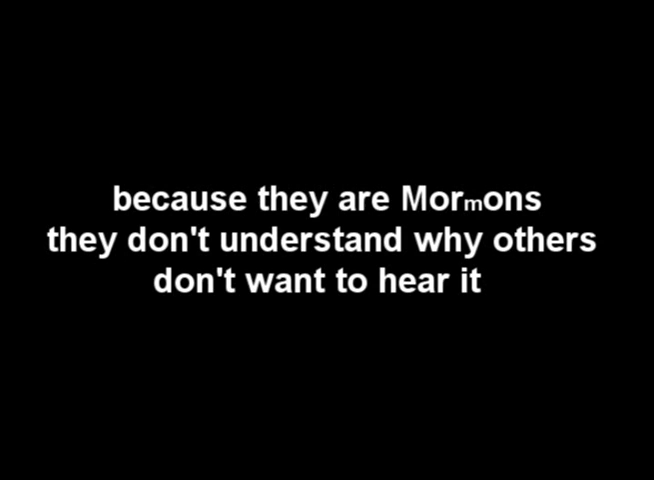 because they are Mormons
they don't understand why others
don't want to hear it